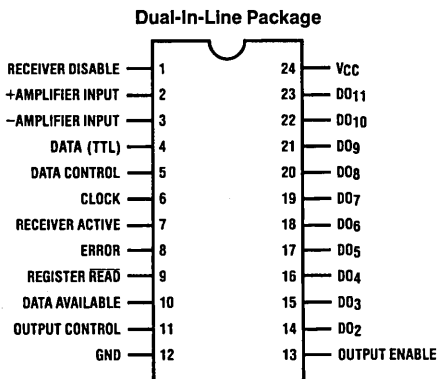 Dual-In-Line Package
RECEIVER DISABLE 1 24 VCC
+AMPLIFIER INPUT 2 23 DO11
−AMPLIFIER INPUT 3 22 DO10
DATA (TTL) 4 21 DO9
DATA CONTROL 5 20 DO8
CLOCK 6 19 DO7
RECEIVER ACTIVE 7 18 DO6
ERROR 8 17 DO5
REGISTER R̅E̅A̅D̅ 9 16 DO4
DATA AVAILABLE 10 15 DO3
OUTPUT CONTROL 11 14 DO2
GND 12 13 OUTPUT ENABLE